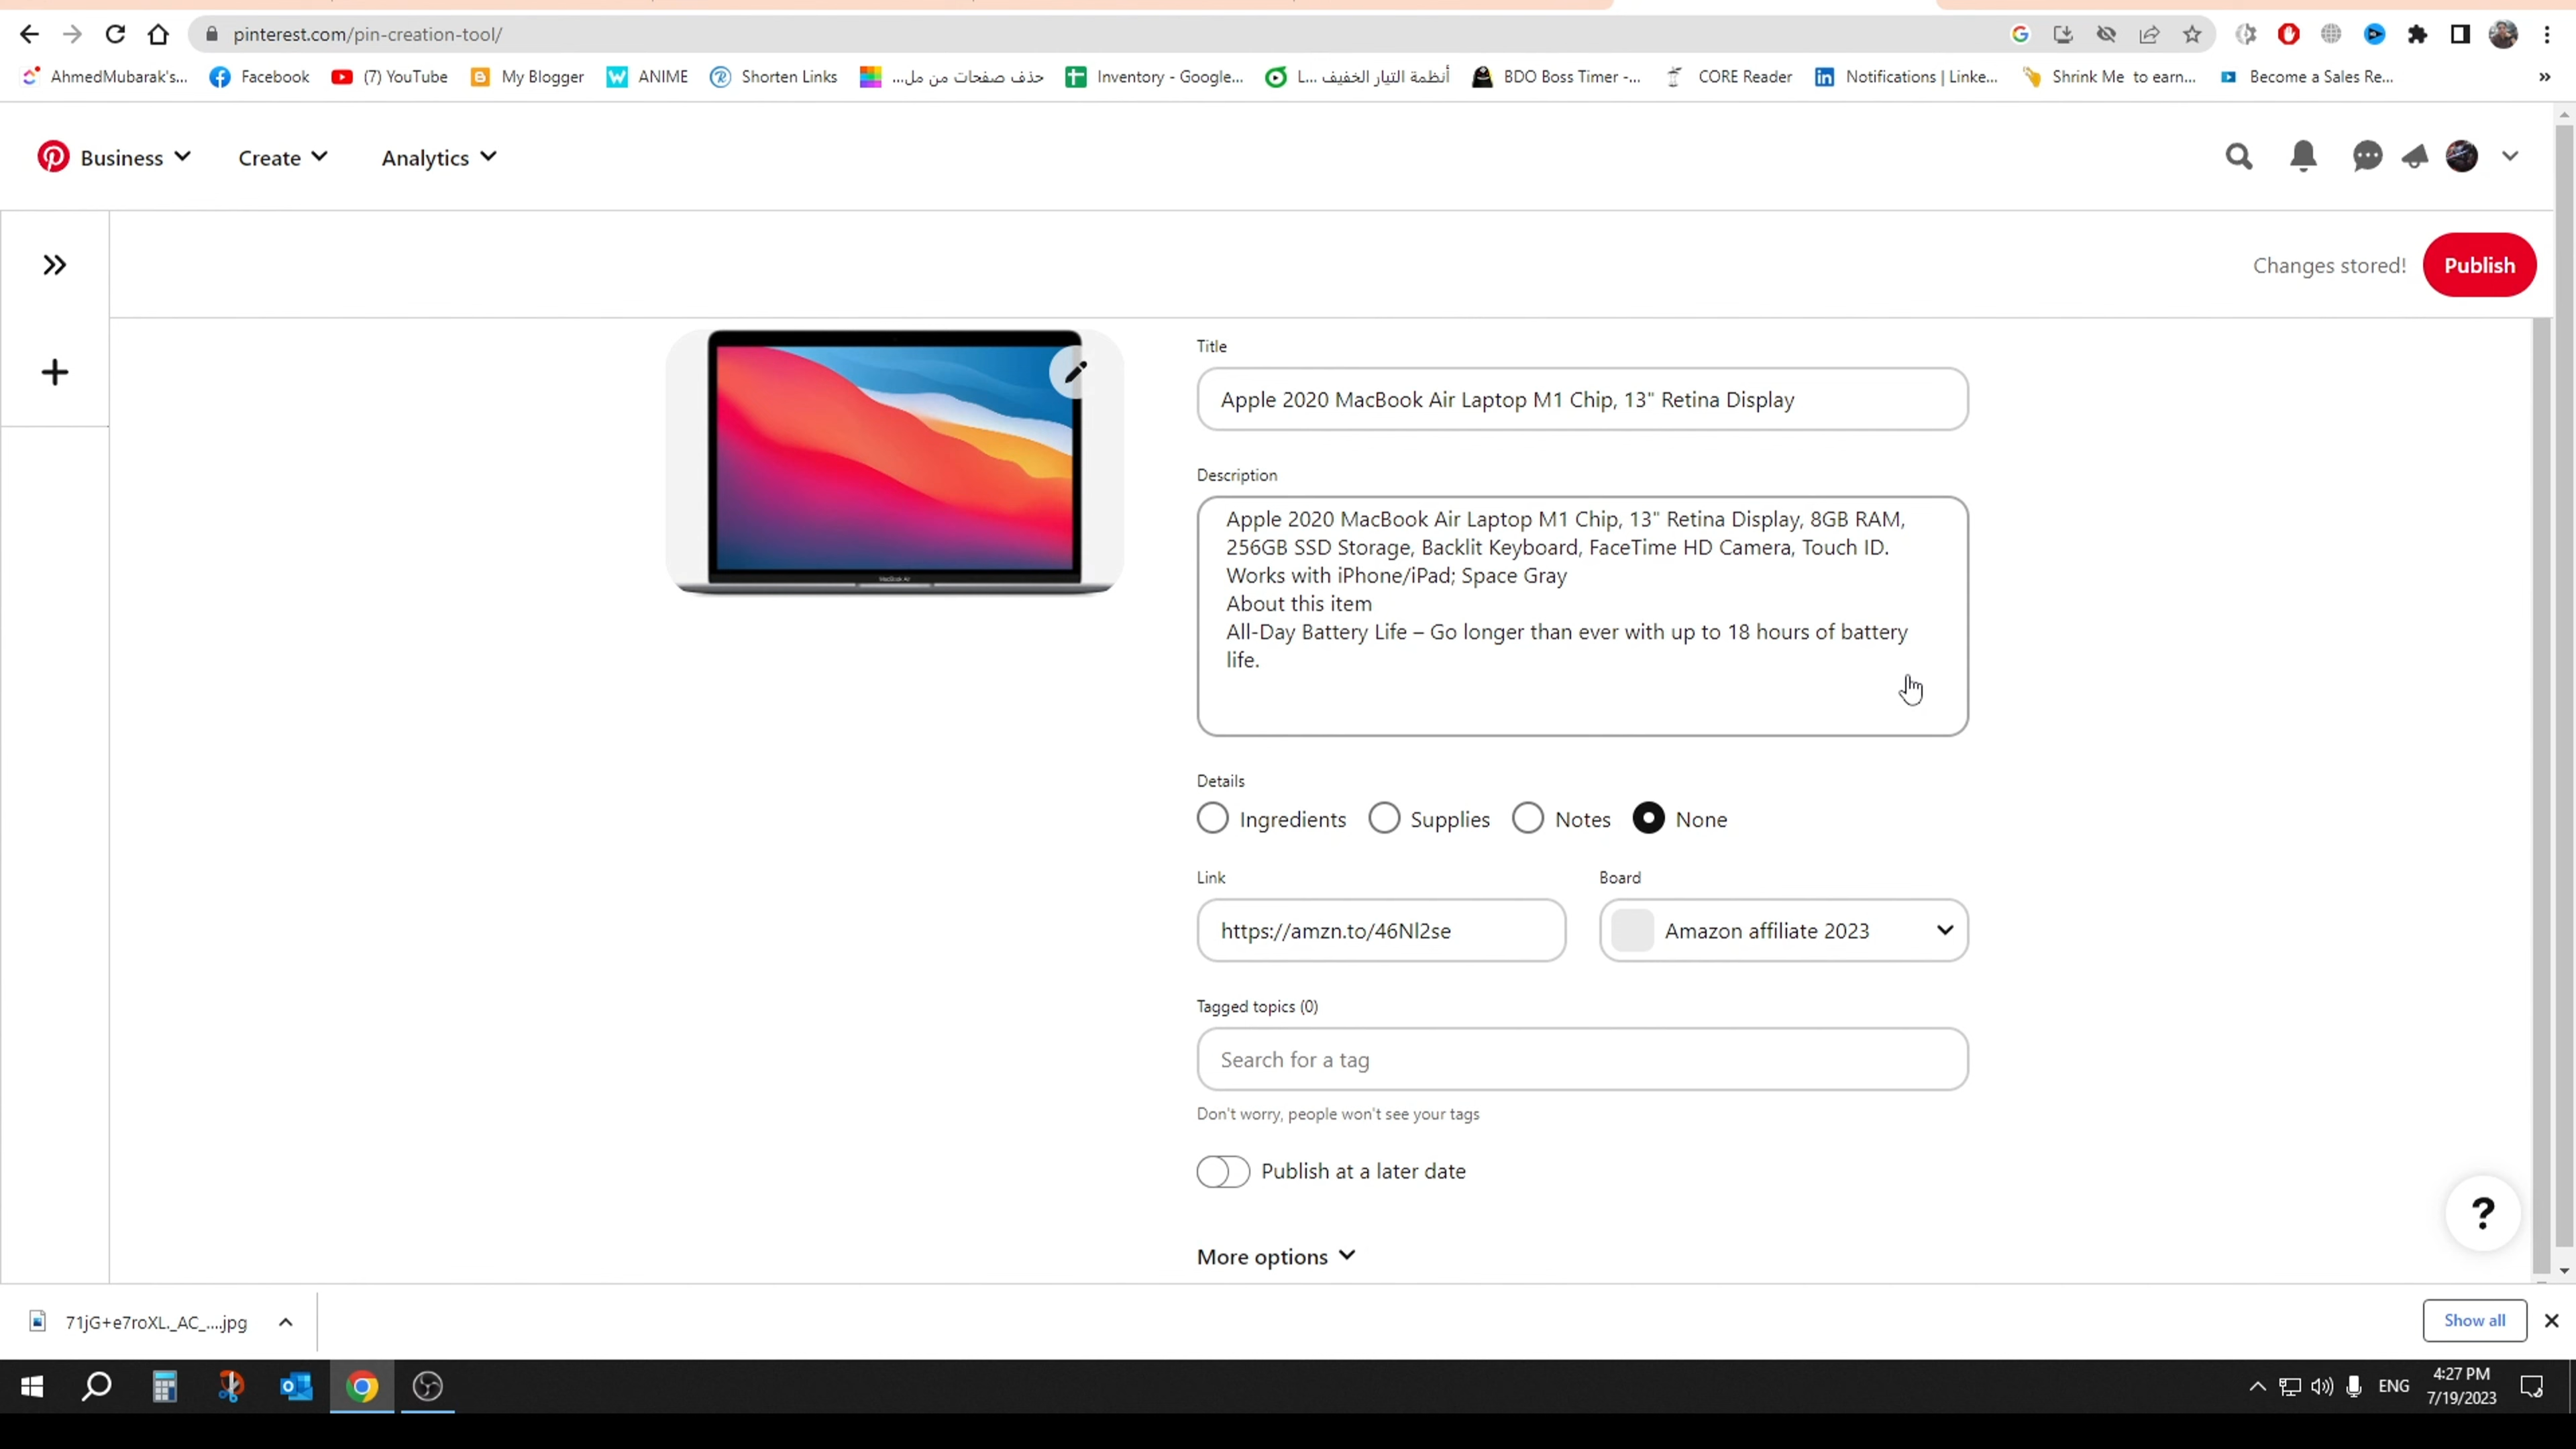 pinterest.com/pin-creation-tool/
AhmedMubarak's...
Facebook
(7) YouTube
My Blogger
ANIME
Shorten Links
حذف صفحات من مل...
Inventory - Google...
أنظمة التيار الخفيف L...
BDO Boss Timer -...
CORE Reader
Notifications | Linke...
Shrink Me to earn...
Become a Sales Re...
Business
Create
Analytics
Changes stored!
Publish
Title
Apple 2020 MacBook Air Laptop M1 Chip, 13" Retina Display
Description
Apple 2020 MacBook Air Laptop M1 Chip, 13" Retina Display, 8GB RAM,
256GB SSD Storage, Backlit Keyboard, FaceTime HD Camera, Touch ID.
Works with iPhone/iPad; Space Gray
About this item
All-Day Battery Life – Go longer than ever with up to 18 hours of battery
life.
MacBook Air
Details
Ingredients
Supplies
Notes
None
Link
Board
https://amzn.to/46Nl2se
Amazon affiliate 2023
Tagged topics (0)
Search for a tag
Don't worry, people won't see your tags
Publish at a later date
?
More options
71jG+e7roXL._AC_....jpg
Show all
ENG
4:27 PM
7/19/2023